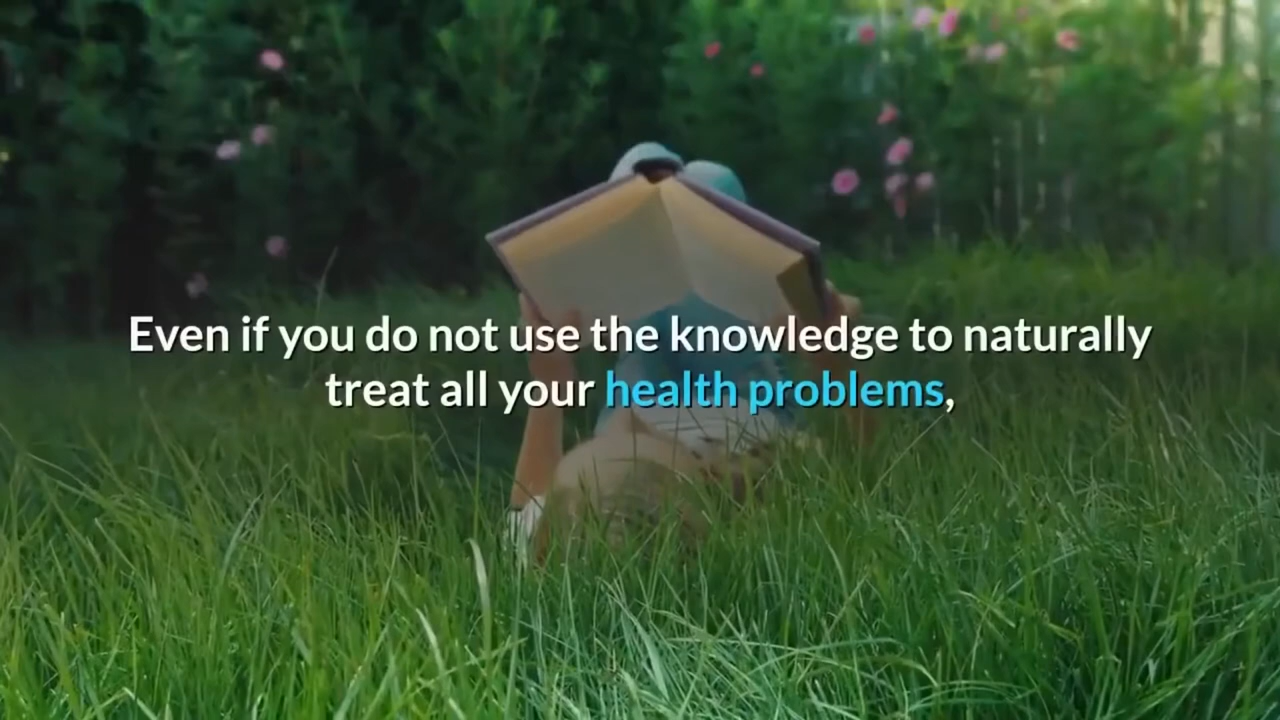 Even if you do not use the knowledge to naturally
treat all your health problems,